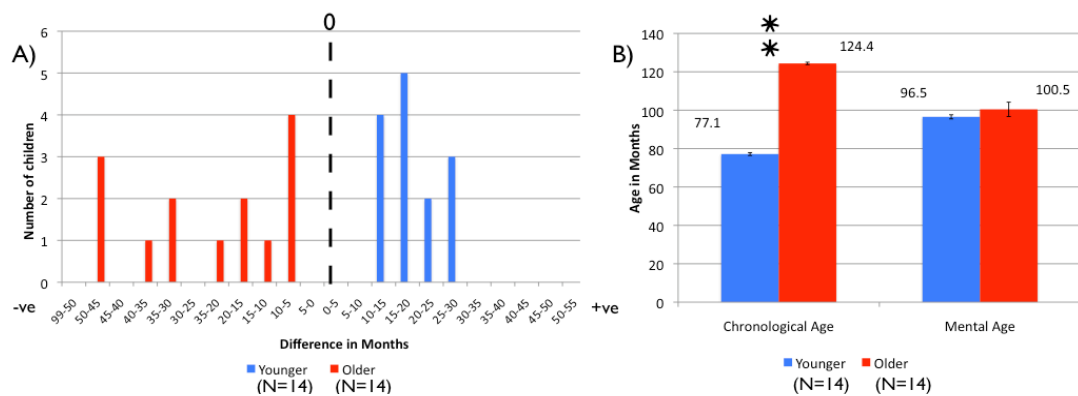 A)
0
6
5
4
3
2
1
0
Number of children
-ve
99-50 50-45 45-40 40-35 35-30 30-25 35-20 20-15 15-10 10-5 5-0 0-5 5-10 10-15 15-20 20-25 25-30 30-35 35-40 40-45 45-50 50-55
+ve
Difference in Months
Younger Older
(N=14) (N=14)
B)
140
120
100
80
60
40
20
0
Age in Months
**
77.1
124.4
96.5
100.5
Chronological Age
Mental Age
Younger Older
(N=14) (N=14)